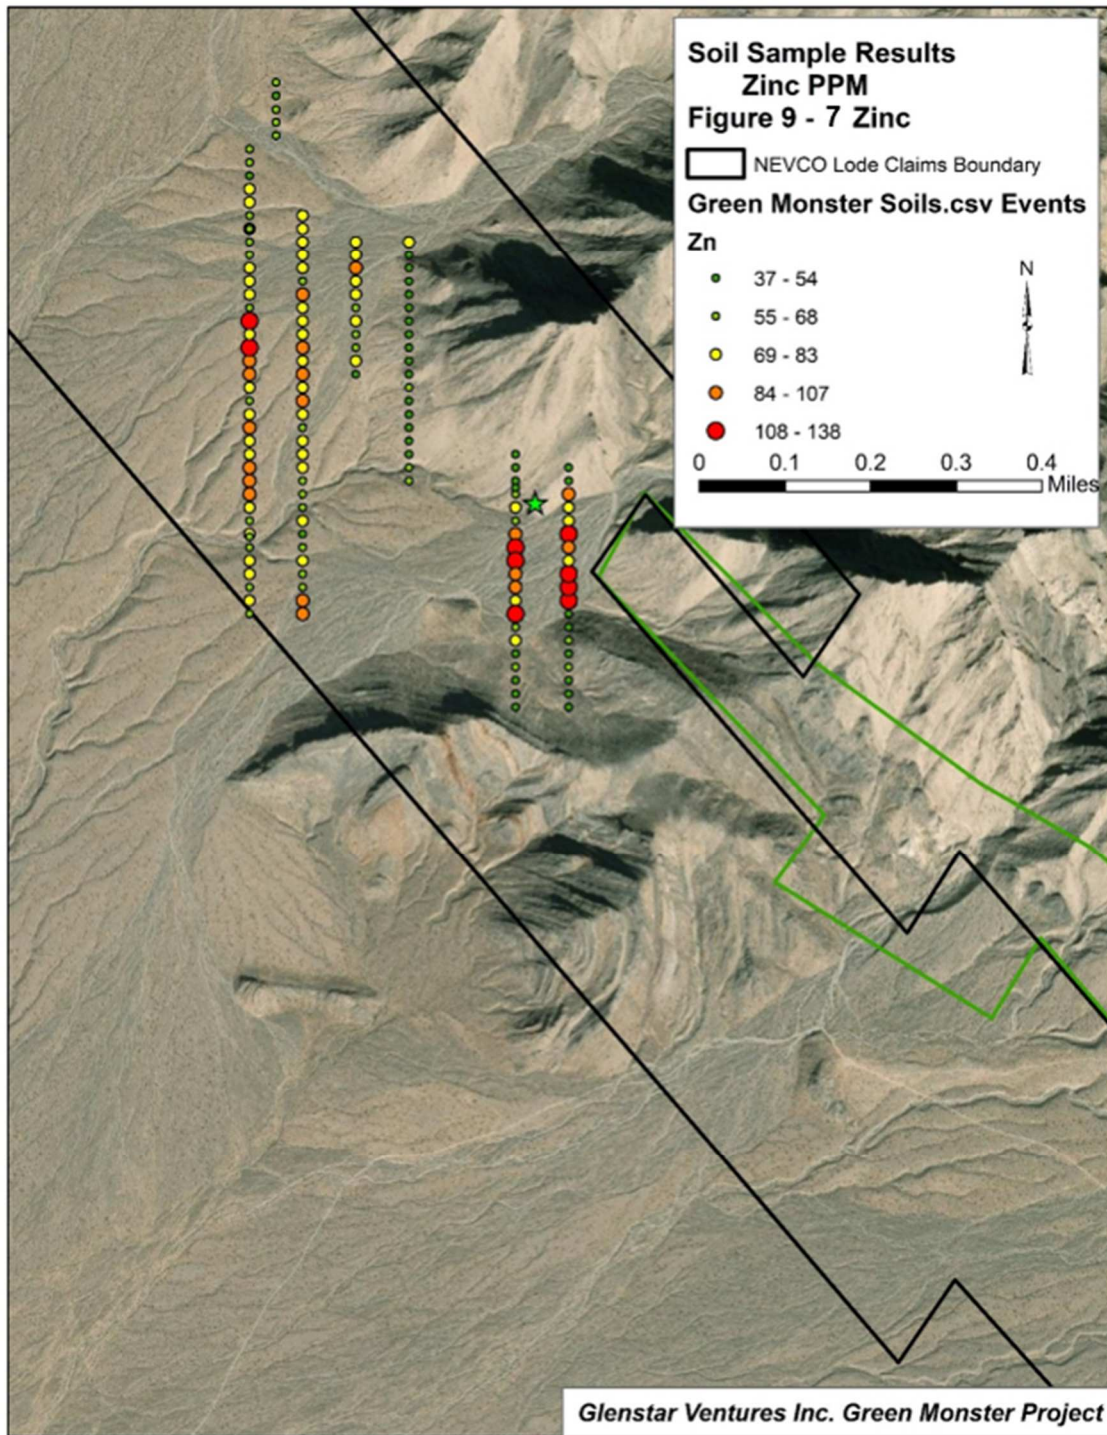 Soil Sample Results
Zinc PPM
Figure 9 - 7 Zinc
NEVCO Lode Claims Boundary
Green Monster Soils.csv Events
Zn
37 - 54
55 - 68
69 - 83
84 - 107
108 - 138
N
0 0.1 0.2 0.3 0.4
Miles
Glenstar Ventures Inc. Green Monster Project